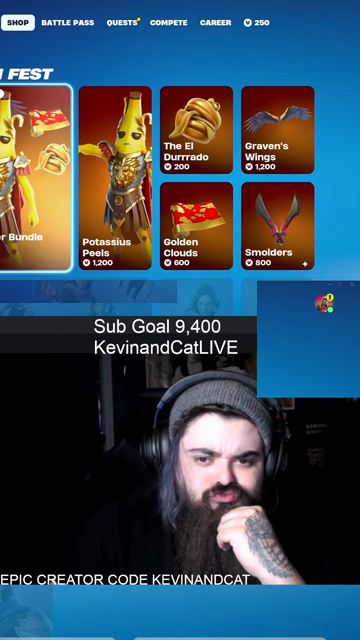 SHOP BATTLE PASS QUESTS COMPETE CAREER 250
FEST
The El
Durrrado
200
Graven's
Wings
1,200
er Bundle
Potassius
Peels
1,200
Golden
Clouds
600
Smolders
800 +
Sub Goal 9,400
KevinandCatLIVE
EPIC CREATOR CODE KEVINANDCAT